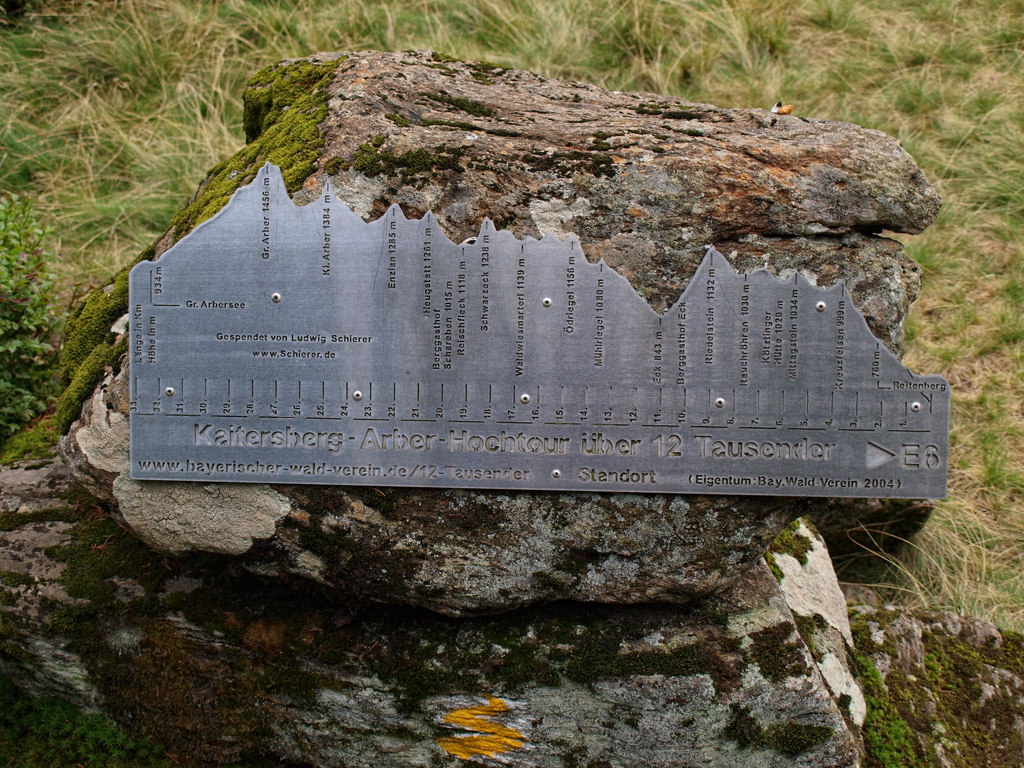 Länge in Km
Höhe in m
934 m
Gr. Arbersee
Gr. Arber 1456 m
Kl. Arber 1384 m
Enzian 1285 m
Heugstatt 1261 m
Berggasthof
Schareben 1015 m
Reischfleck 1118 m
Schwarzeck 1238 m
Waldwiesmarterl 1139 m
Ödriegel 1156 m
Mühlriegel 1080 m
Eck 843 m
Berggasthof Eck
Riedelstein 1132 m
Rauchröhren 1030 m
Kötztinger
Hütte 1020 m
Mittagstein 1034 m
Kreuzfelsen 999 m
760 m
Reitenberg
Gespendet von Ludwig Schierer
www.Schierer.de
33. 32. 31. 30. 29. 28. 27. 26. 25. 24. 23. 22. 21. 20. 19. 18. 17. 16. 15. 14. 13. 12. 11. 10. 9. 8. 7. 6. 5. 4. 3. 2. 1.
Kaitersberg - Arber - Hochtour über 12 Tausender E6
www.bayerischer-wald-verein.de/12-Tausender Standort (Eigentum: Bay. Wald-Verein 2004)